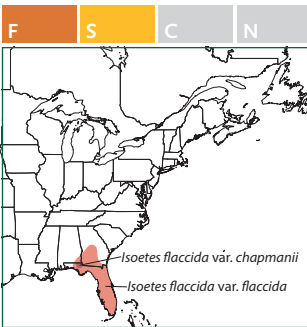 F S C N
Isoetes flaccida var. chapmanii
Isoetes flaccida var. flaccida